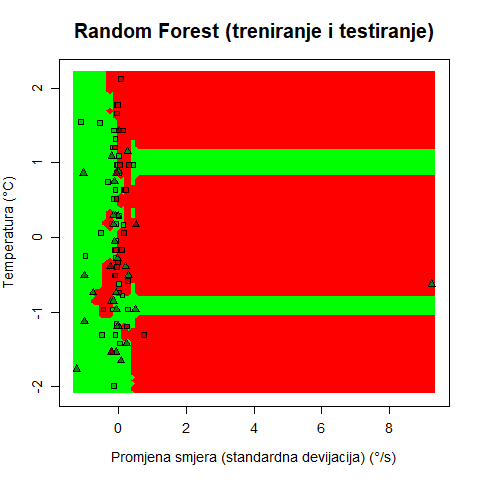 Random Forest (treniranje i testiranje)
Temperatura (°C)
2
1
0
-1
-2
0 2 4 6 8
Promjena smjera (standardna devijacija) (°/s)